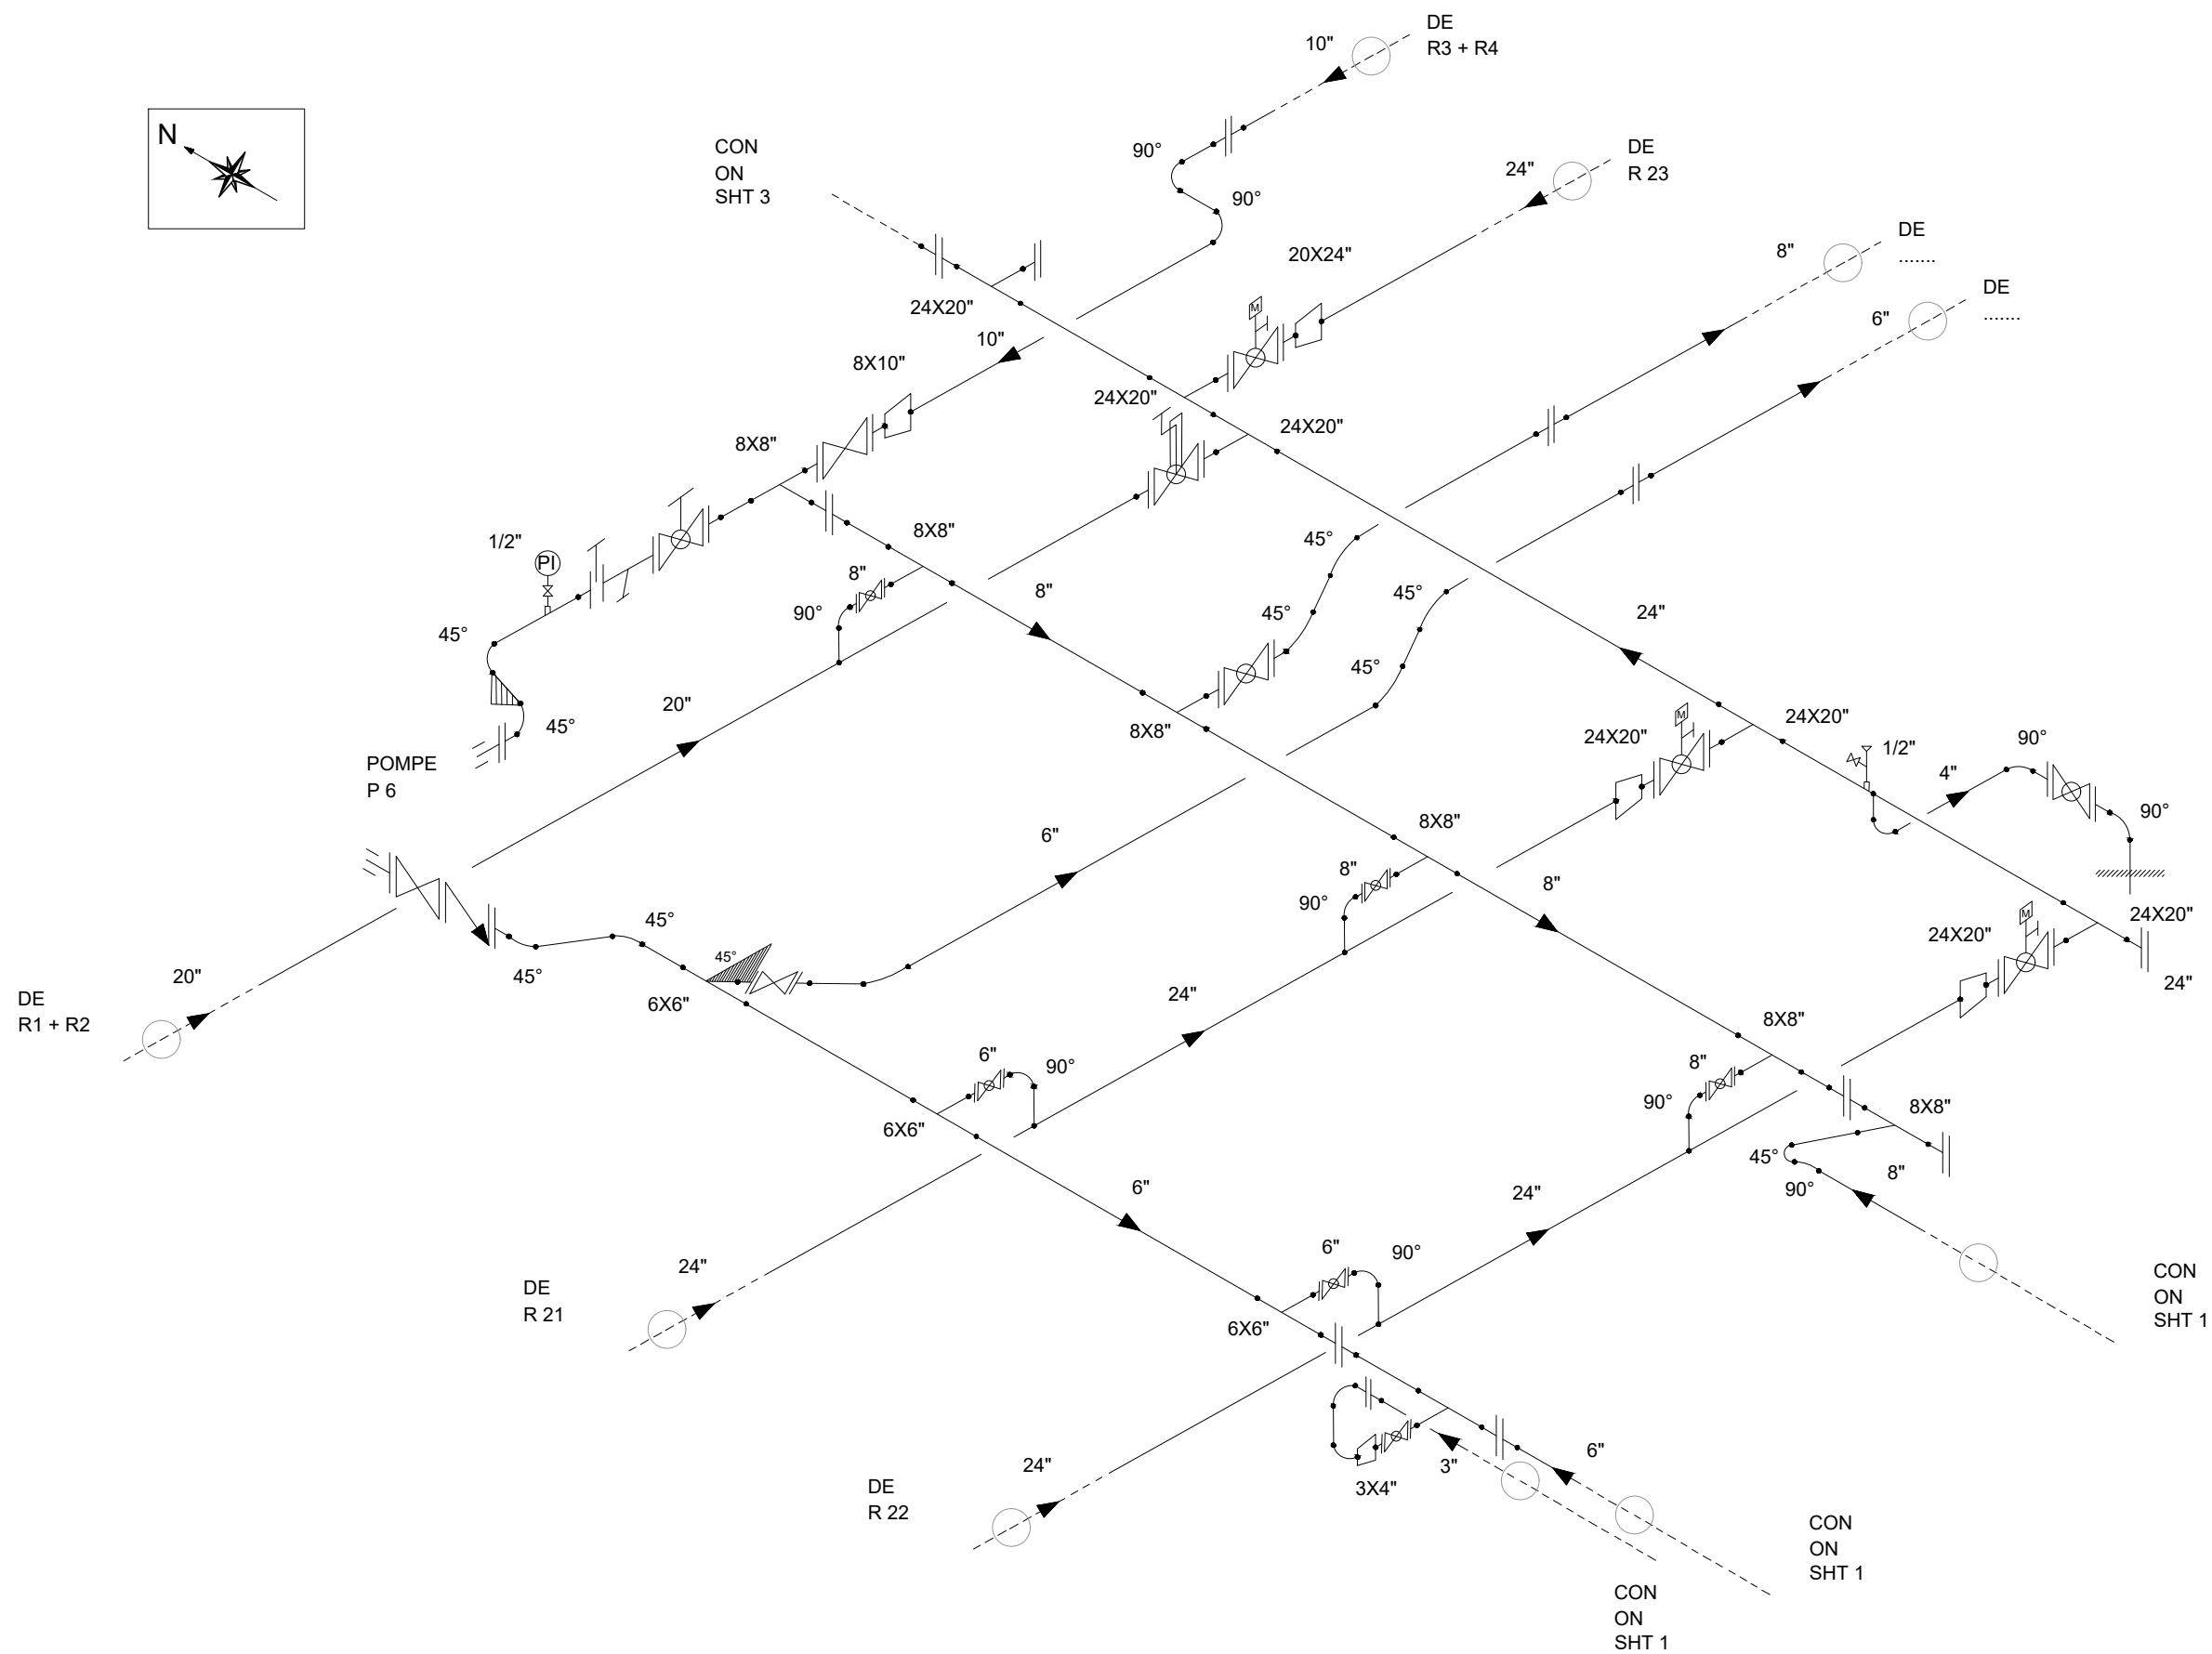 DE
R3 + R4
10"
N
CON
ON
SHT 3
90°
90°
24"
DE
R 23
20X24"
M
8"
DE
.......
6"
DE
.......
24X20"
10"
8X10"
24X20"
24X20"
8X8"
1/2"
PI
8X8"
8"
8"
90°
45°
45°
45°
45°
45°
45°
20"
POMPE
P 6
24"
8X8"
M
24X20"
24X20"
1/2"
4"
90°
90°
6"
8X8"
8"
90°
8"
24X20"
M
24X20"
24"
45°
45°
45°
6X6"
20"
DE
R1 + R2
24"
8X8"
8"
90°
8X8"
45°
8"
90°
6"
90°
6X6"
6"
24"
24"
DE
R 21
6"
90°
6X6"
CON
ON
SHT 1
24"
DE
R 22
3X4"
3"
6"
CON
ON
SHT 1
CON
ON
SHT 1